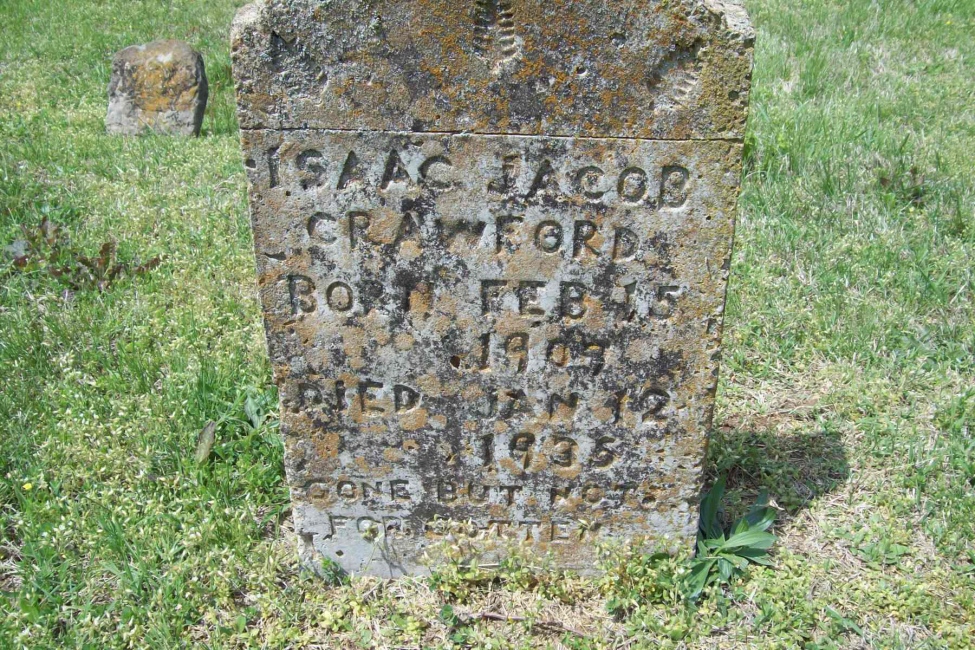 ISAAC JACOB
CRAWFORD
BORN FEB 15
1907
DIED JAN 12
1935
GONE BUT NOT
FORGOTTEN